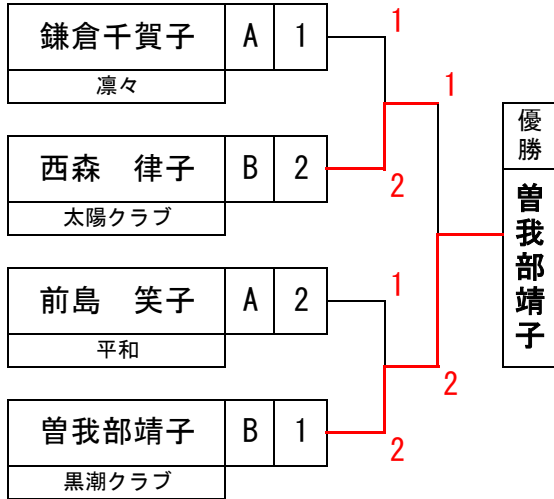 鎌倉千賀子 A 1
凛々
1
西森　律子 B 2
太陽クラブ
2
1
前島　笑子 A 2
平和
1
曽我部靖子 B 1
黒潮クラブ
2
2
優勝
曽我部靖子